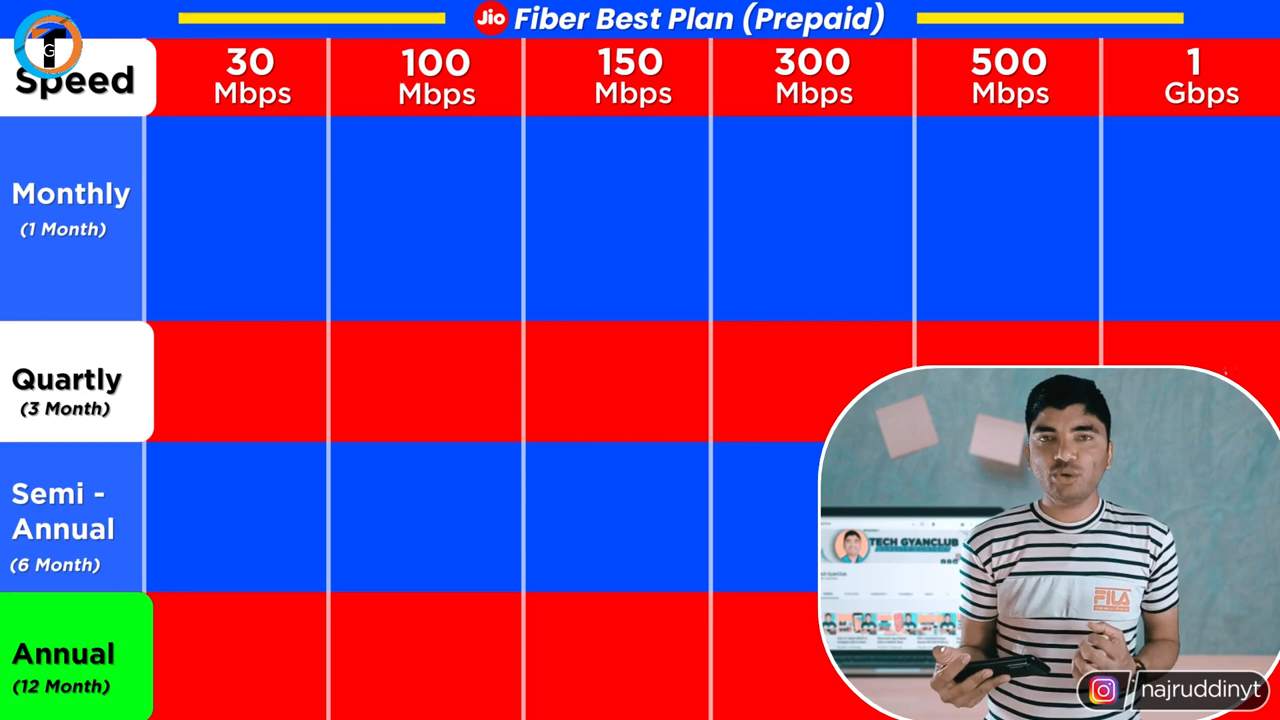 Jio Fiber Best Plan (Prepaid)
T
G
Speed
30
Mbps
100
Mbps
150
Mbps
300
Mbps
500
Mbps
1
Gbps
Monthly
(1 Month)
Quartly
(3 Month)
Semi -
Annual
(6 Month)
Annual
(12 Month)
TECH GYANCLUB
FILA
najruddinyt